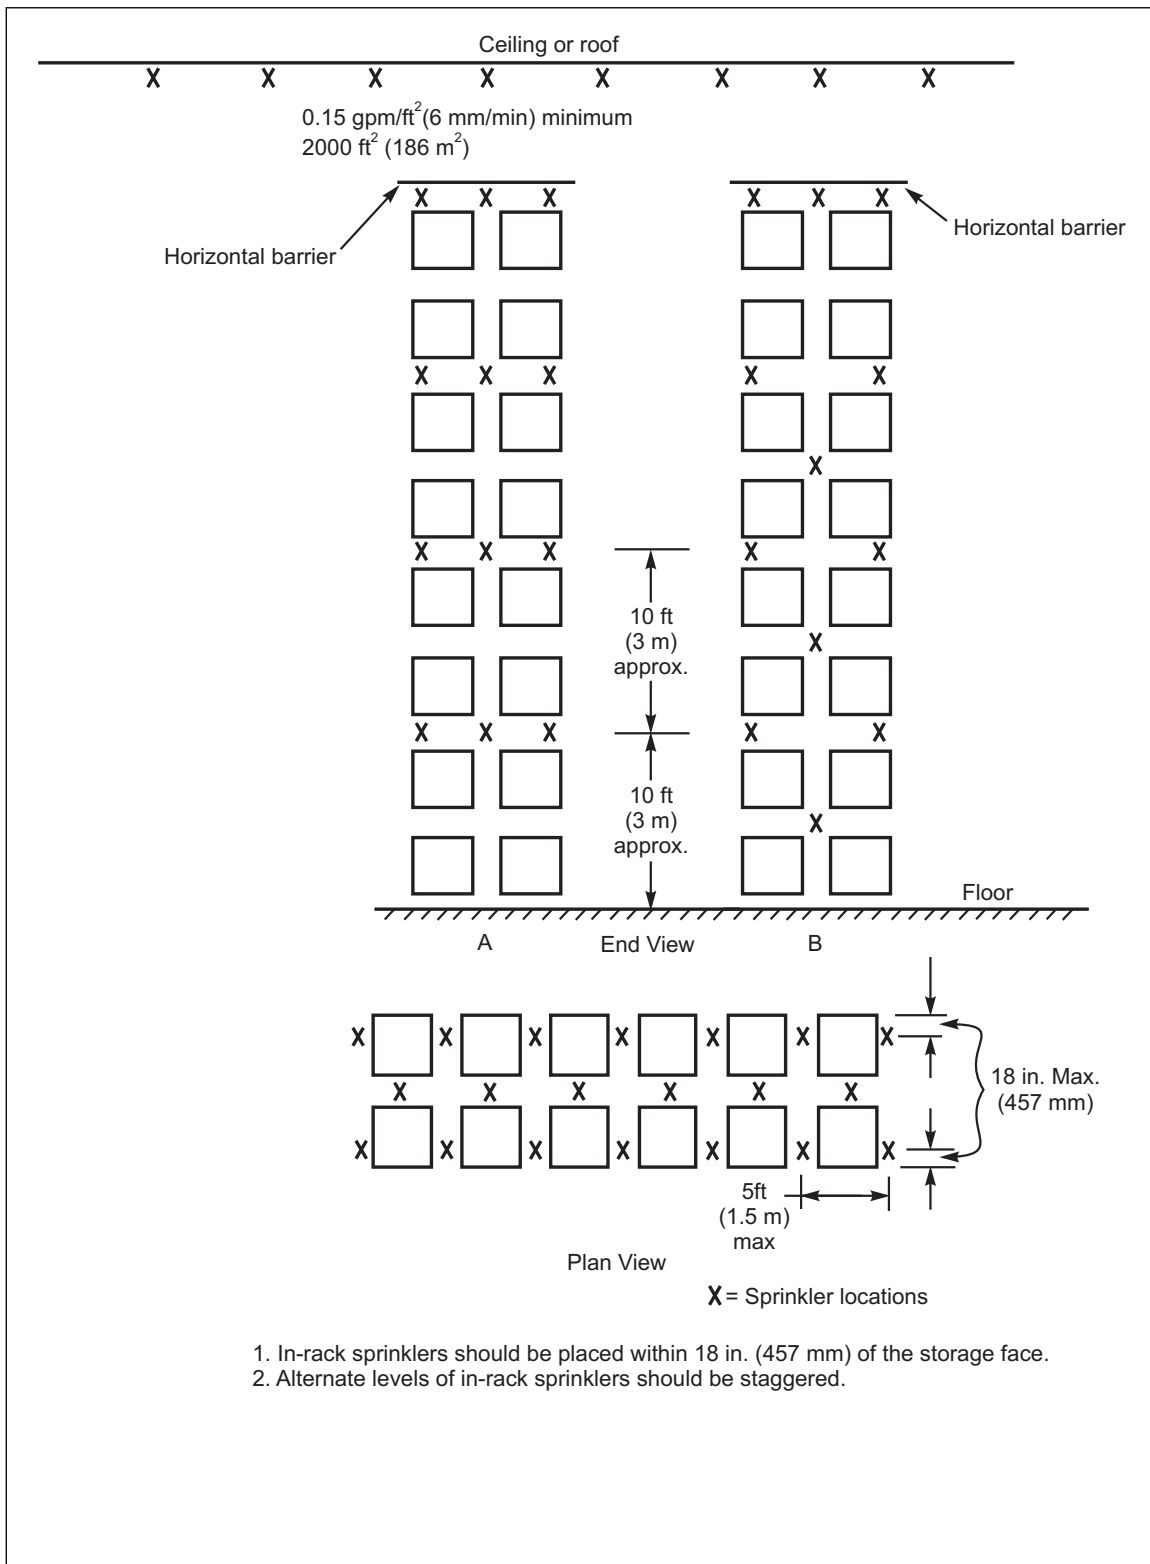 Ceiling or roof
0.15 gpm/ft²(6 mm/min) minimum
2000 ft² (186 m²)
Horizontal barrier
Horizontal barrier
10 ft
(3 m)
approx.
10 ft
(3 m)
approx.
Floor
A
End View
B
18 in. Max.
(457 mm)
5ft
(1.5 m)
max
Plan View
X = Sprinkler locations
1. In-rack sprinklers should be placed within 18 in. (457 mm) of the storage face.
2. Alternate levels of in-rack sprinklers should be staggered.